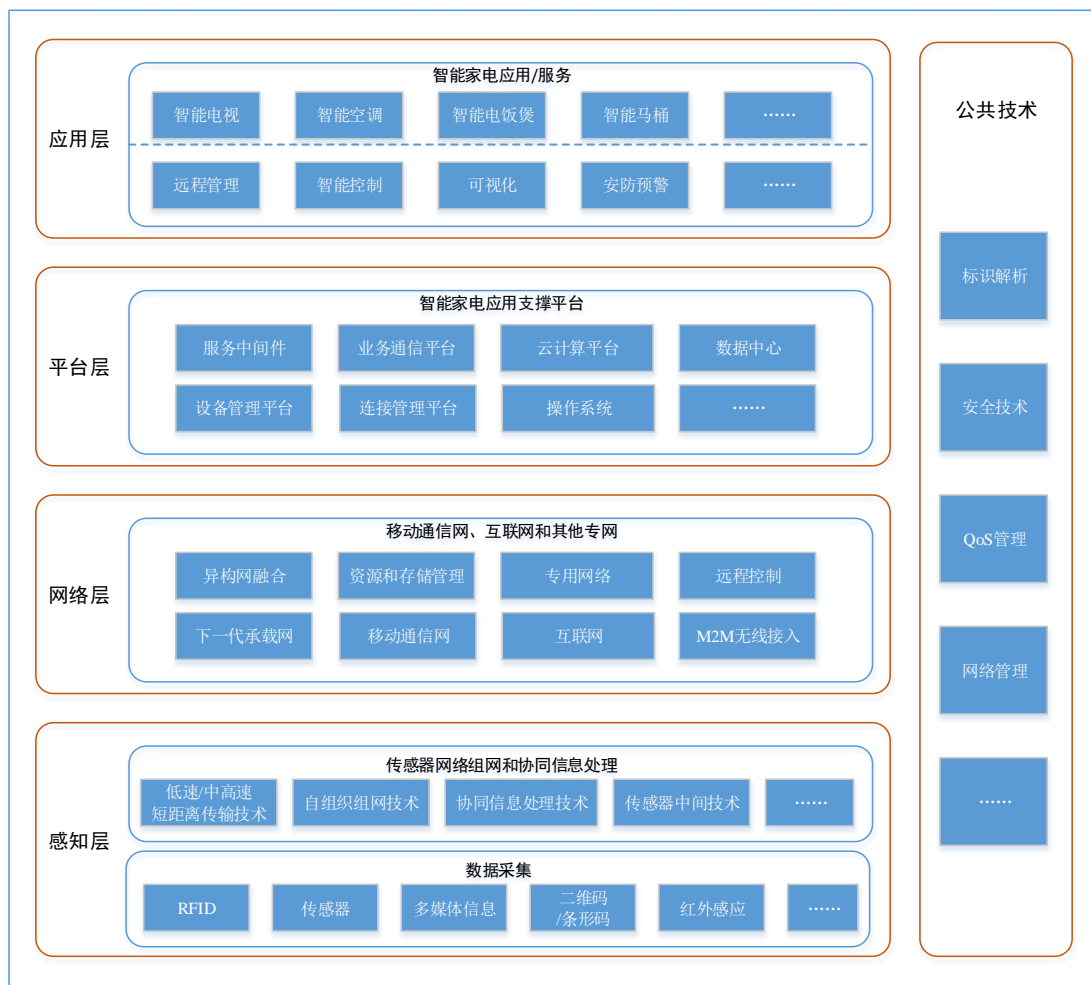 应用层
智能家电应用/服务
智能电视
智能空调
智能电饭煲
智能马桶
……
远程管理
智能控制
可视化
安防预警
……
平台层
智能家电应用支撑平台
服务中间件
业务通信平台
云计算平台
数据中心
设备管理平台
连接管理平台
操作系统
……
网络层
移动通信网、互联网和其他专网
异构网融合
资源和存储管理
专用网络
远程控制
下一代承载网
移动通信网
互联网
M2M无线接入
感知层
传感器网络组网和协同信息处理
低速/中高速
短距离传输技术
自组织组网技术
协同信息处理技术
传感器中间技术
……
数据采集
RFID
传感器
多媒体信息
二维码
/条形码
红外感应
……
公共技术
标识解析
安全技术
QoS管理
网络管理
……